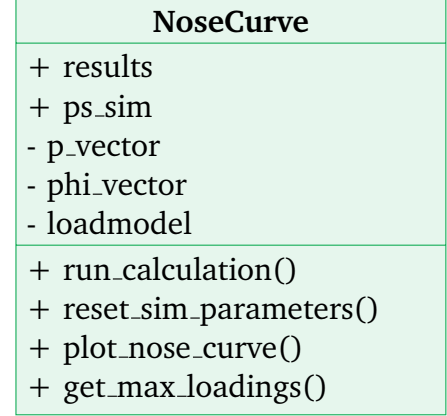 NoseCurve
+ results
+ ps_sim
- p_vector
- phi_vector
- loadmodel
+ run_calculation()
+ reset_sim_parameters()
+ plot_nose_curve()
+ get_max_loadings()